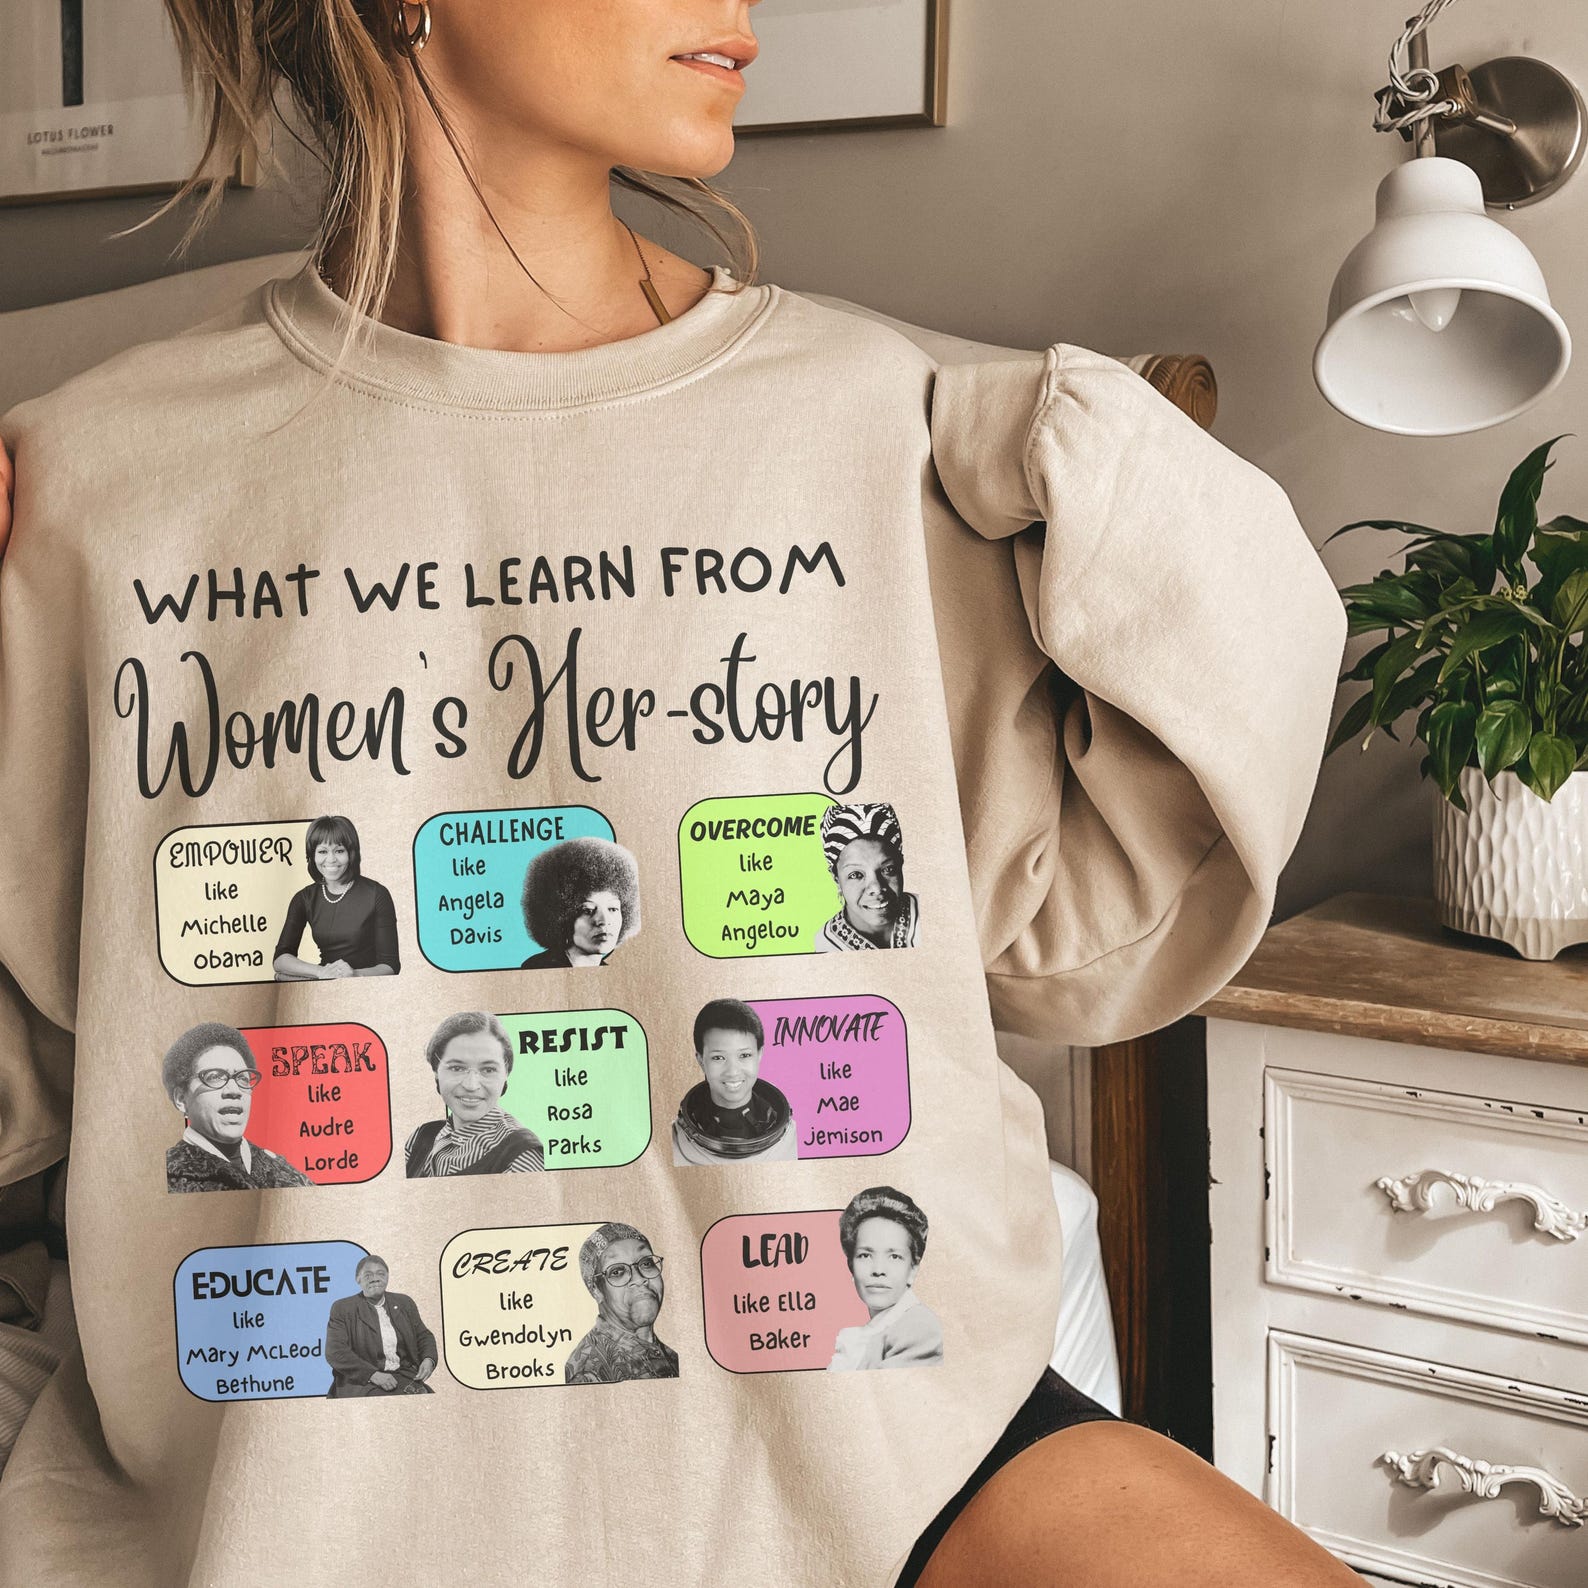 LOTUS FLOWER
WHAT WE LEARN FROM
Women's Her-story
EMPOWER
like
Michelle
Obama
CHALLENGE
like
Angela
Davis
OVERCOME
like
Maya
Angelou
SPEAK
like
Audre
Lorde
RESIST
like
Rosa
Parks
INNOVATE
like
Mae
Jemison
EDUCATE
like
Mary McLeod
Bethune
CREATE
like
Gwendolyn
Brooks
LEAD
like Ella
Baker